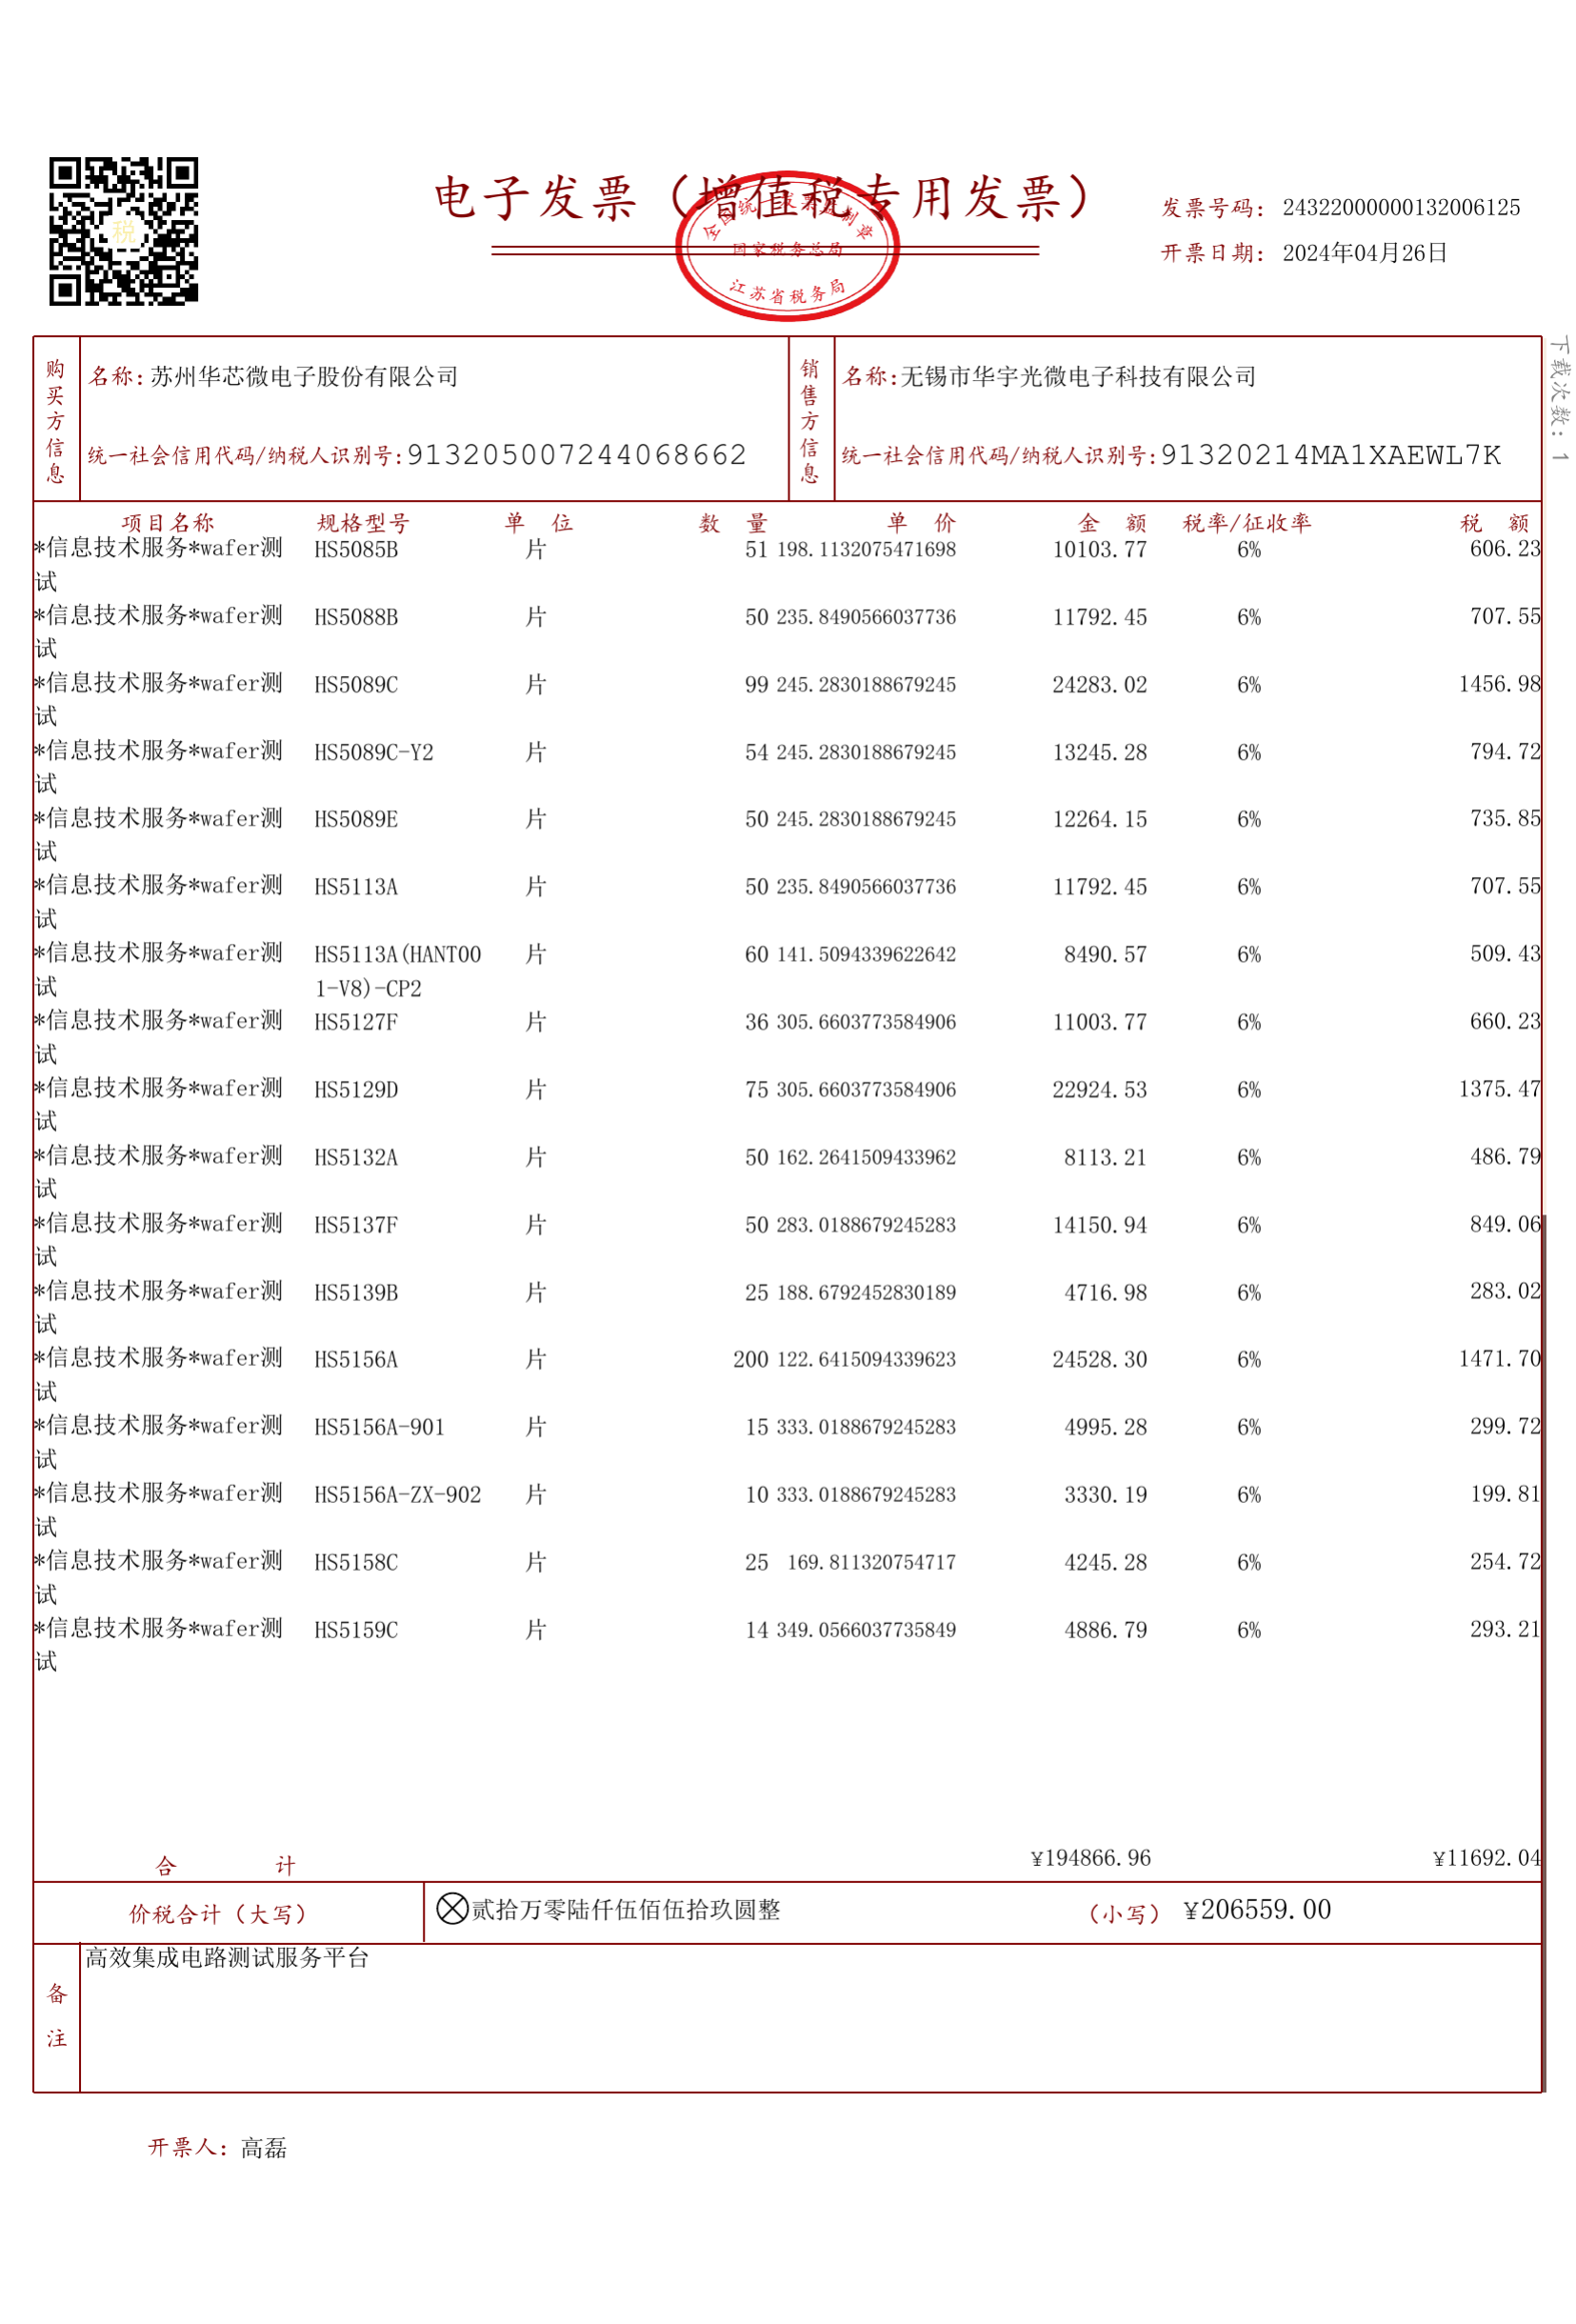 电子发票（增值税专用发票）
全国统一发票监制章
国家税务总局
江苏省税务局
税
发票号码：24322000000132006125
开票日期：2024年04月26日
下载次数：1
购买方信息
名称：苏州华芯微电子股份有限公司
统一社会信用代码/纳税人识别号：913205007244068662
销售方信息
名称：无锡市华宇光微电子科技有限公司
统一社会信用代码/纳税人识别号：91320214MA1XAEWL7K
项目名称 规格型号 单 位 数 量 单 价 金 额 税率/征收率 税 额
*信息技术服务*wafer测 HS5085B 片 51 198.1132075471698 10103.77 6% 606.23
试
*信息技术服务*wafer测 HS5088B 片 50 235.8490566037736 11792.45 6% 707.55
试
*信息技术服务*wafer测 HS5089C 片 99 245.2830188679245 24283.02 6% 1456.98
试
*信息技术服务*wafer测 HS5089C-Y2 片 54 245.2830188679245 13245.28 6% 794.72
试
*信息技术服务*wafer测 HS5089E 片 50 245.2830188679245 12264.15 6% 735.85
试
*信息技术服务*wafer测 HS5113A 片 50 235.8490566037736 11792.45 6% 707.55
试
*信息技术服务*wafer测 HS5113A(HANT00 片 60 141.5094339622642 8490.57 6% 509.43
试 1-V8)-CP2
*信息技术服务*wafer测 HS5127F 片 36 305.6603773584906 11003.77 6% 660.23
试
*信息技术服务*wafer测 HS5129D 片 75 305.6603773584906 22924.53 6% 1375.47
试
*信息技术服务*wafer测 HS5132A 片 50 162.2641509433962 8113.21 6% 486.79
试
*信息技术服务*wafer测 HS5137F 片 50 283.0188679245283 14150.94 6% 849.06
试
*信息技术服务*wafer测 HS5139B 片 25 188.6792452830189 4716.98 6% 283.02
试
*信息技术服务*wafer测 HS5156A 片 200 122.6415094339623 24528.30 6% 1471.70
试
*信息技术服务*wafer测 HS5156A-901 片 15 333.0188679245283 4995.28 6% 299.72
试
*信息技术服务*wafer测 HS5156A-ZX-902 片 10 333.0188679245283 3330.19 6% 199.81
试
*信息技术服务*wafer测 HS5158C 片 25 169.811320754717 4245.28 6% 254.72
试
*信息技术服务*wafer测 HS5159C 片 14 349.0566037735849 4886.79 6% 293.21
试
合 计 ¥194866.96 ¥11692.04
价税合计（大写） 贰拾万零陆仟伍佰伍拾玖圆整 （小写） ¥206559.00
备注
高效集成电路测试服务平台
开票人：高磊